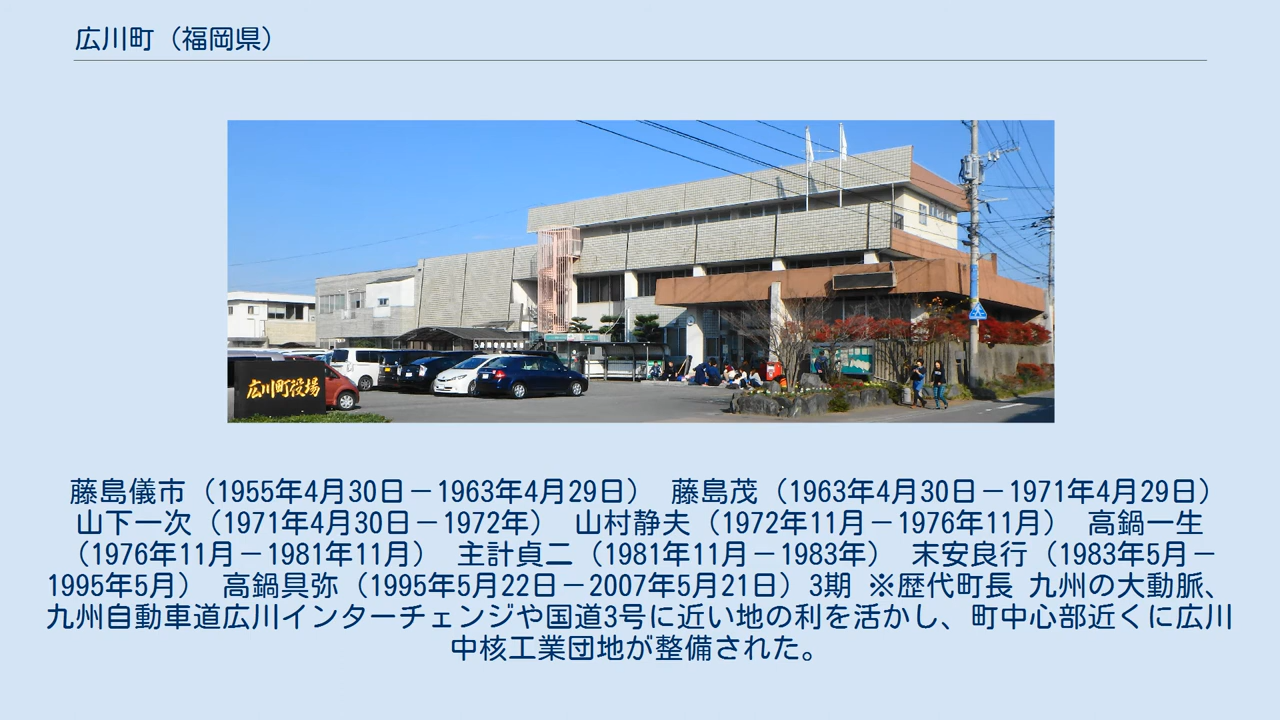 広川町（福岡県）
広川町役場
藤島儀市（1955年4月30日－1963年4月29日） 藤島茂（1963年4月30日－1971年4月29日）
山下一次（1971年4月30日－1972年） 山村静夫（1972年11月－1976年11月） 高鍋一生
（1976年11月－1981年11月） 主計貞二（1981年11月－1983年） 末安良行（1983年5月－
1995年5月） 高鍋具弥（1995年5月22日－2007年5月21日）3期 ※歴代町長 九州の大動脈、
九州自動車道広川インターチェンジや国道3号に近い地の利を活かし、町中心部近くに広川
中核工業団地が整備された。